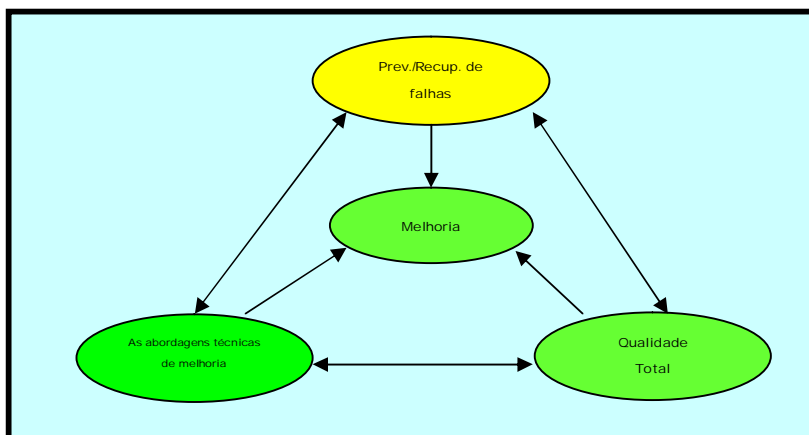 Prev./Recup. de
falhas
Melhoria
As abordagens técnicas
de melhoria
Qualidade
Total